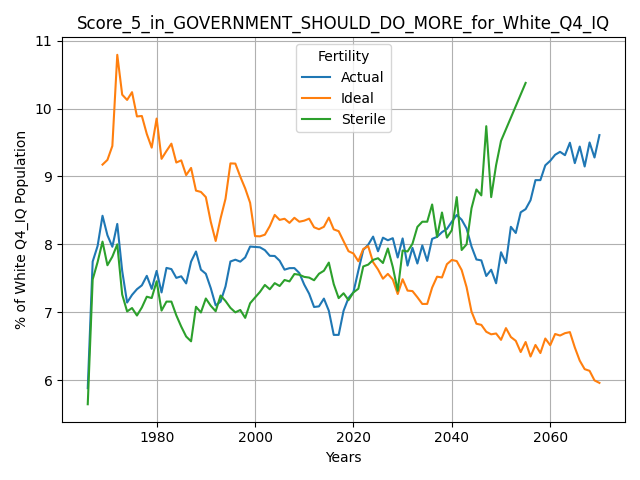 Score_5_in_GOVERNMENT_SHOULD_DO_MORE_for_White_Q4_IQ
Fertility
Actual
Ideal
Sterile
% of White Q4_IQ Population
11
10
9
8
7
6
1980
2000
2020
2040
2060
Years